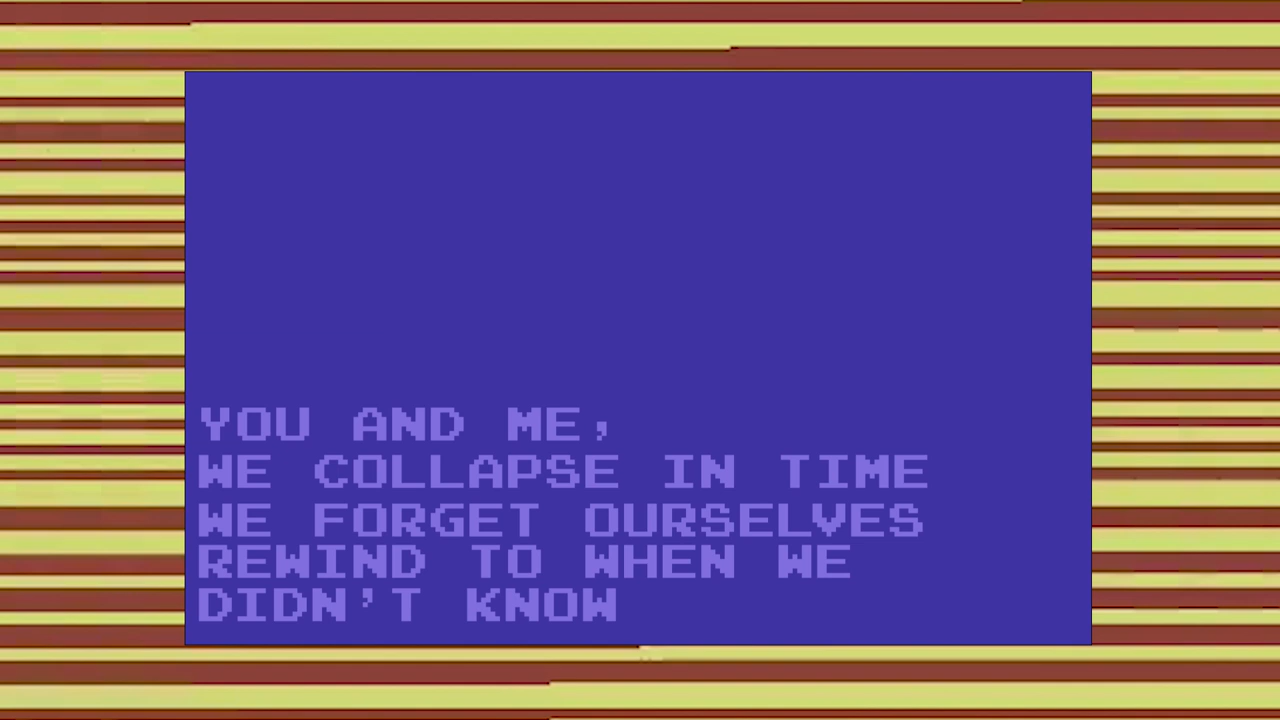 YOU AND ME,
WE COLLAPSE IN TIME
WE FORGET OURSELVES
REWIND TO WHEN WE
DIDN'T KNOW